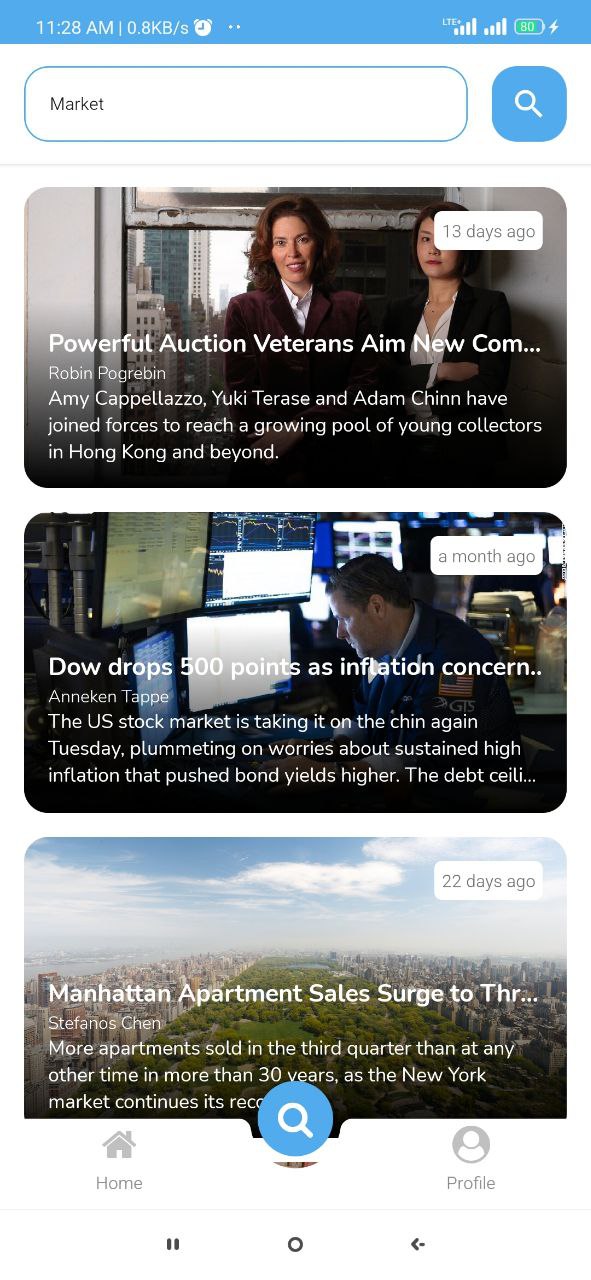 11:28 AM | 0.8KB/s
LTE+
80
Market
13 days ago
Powerful Auction Veterans Aim New Com...
Robin Pogrebin
Amy Cappellazzo, Yuki Terase and Adam Chinn have
joined forces to reach a growing pool of young collectors
in Hong Kong and beyond.
a month ago
Dow drops 500 points as inflation concern..
Anneken Tappe
GTS
The US stock market is taking it on the chin again
Tuesday, plummeting on worries about sustained high
inflation that pushed bond yields higher. The debt ceili...
22 days ago
Manhattan Apartment Sales Surge to Thr...
Stefanos Chen
More apartments sold in the third quarter than at any
other time in more than 30 years, as the New York
market continues its
Home
Profile